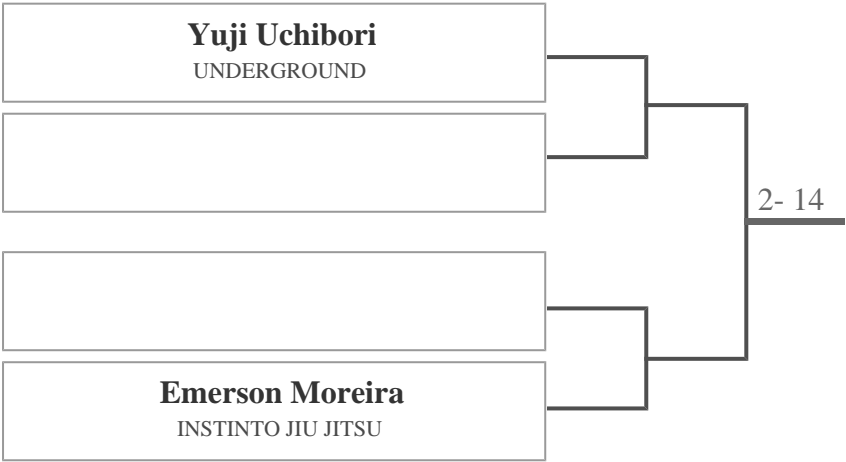 Yuji Uchibori
UNDERGROUND
2- 14
Emerson Moreira
INSTINTO JIU JITSU